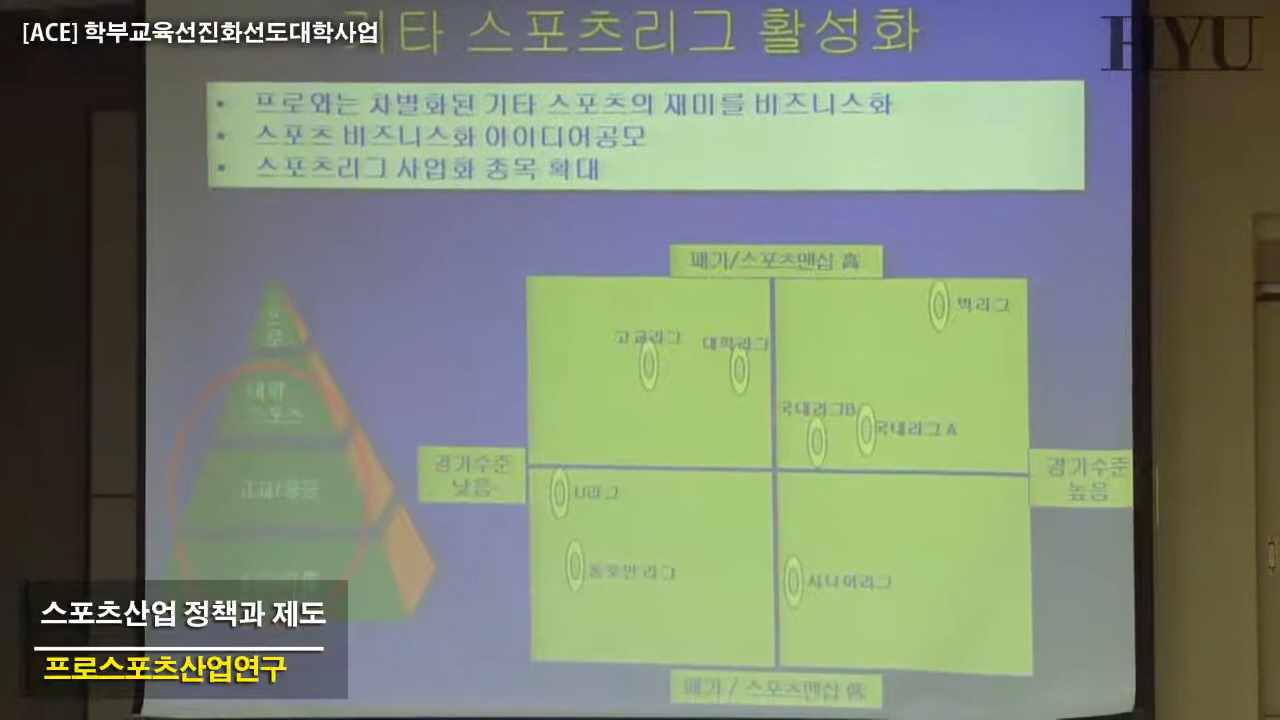 [ACE] 학부교육선진화선도대학사업
기타 스포츠리그 활성화
HYU
• 프로와는 차별화된 기타 스포츠의 재미를 비즈니스화
• 스포츠 비즈니스화 아이디어공모
• 스포츠리그 사업화 종목 확대
패기/스포츠맨십 高
프로
대학
스포츠
고교리그
대학리그
빅리그
국내리그B
국내리그 A
경기수준
낮음
경기수준
높음
U리그
동호인 리그
시니어리그
패기 / 스포츠맨십 低
스포츠산업 정책과 제도
프로스포츠산업연구